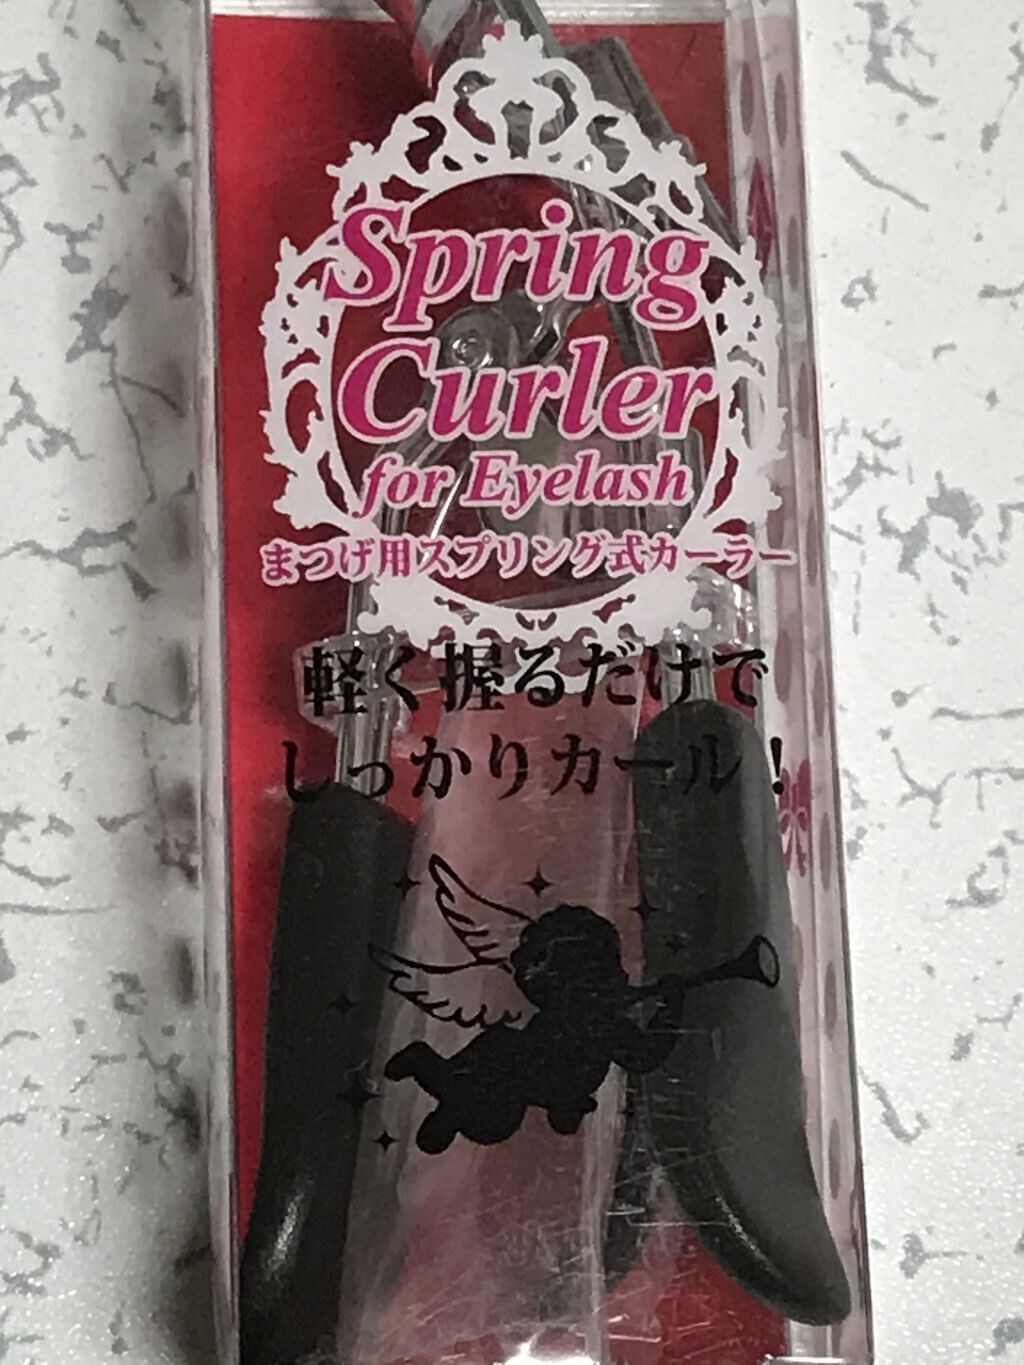 Spring
Curler
for Eyelash
まつげ用スプリング式カーラー
軽く握るだけで
しっかりカール!